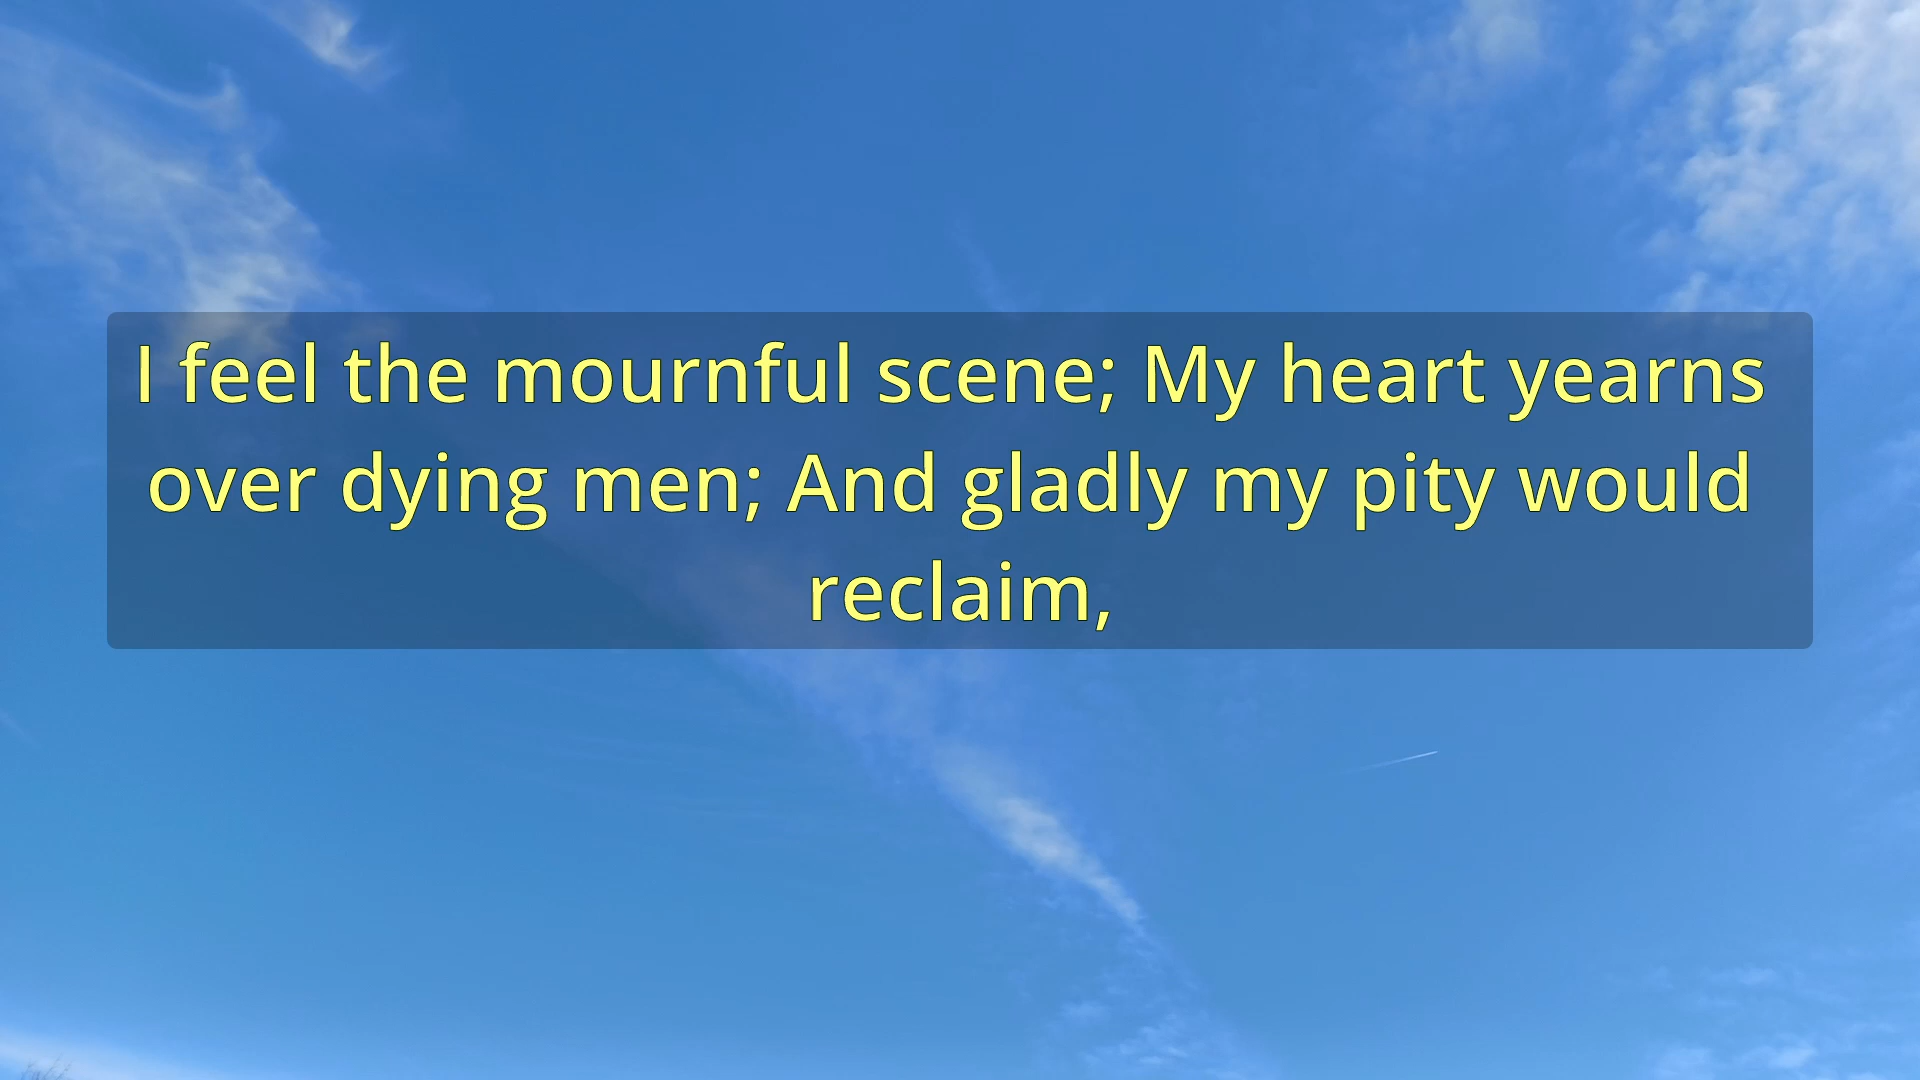 I feel the mournful scene; My heart yearns
over dying men; And gladly my pity would
reclaim,